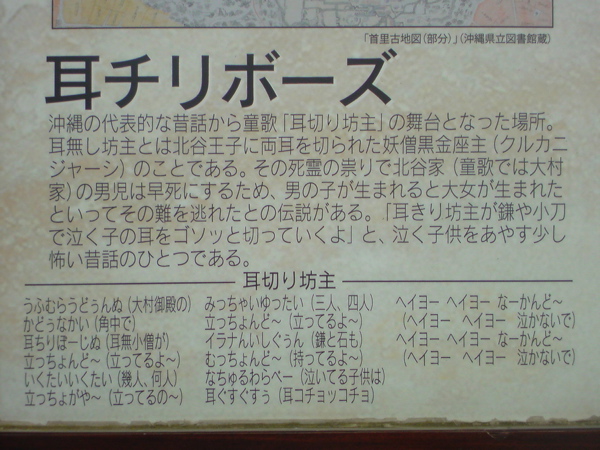 「首里古地図(部分)」(沖縄県立図書館蔵)
耳チリボーズ
沖縄の代表的な昔話から童歌「耳切り坊主」の舞台となった場所。
耳無し坊主とは北谷王子に両耳を切られた妖僧黒金座主(クルカニ
ジャーシ)のことである。その死霊の祟りで北谷家(童歌では大村
家)の男児は早死にするため、男の子が生まれると大女が生まれた
といってその難を逃れたとの伝説がある。「耳きり坊主が鎌や小刀
で泣く子の耳をゴソッと切っていくよ」と、泣く子供をあやす少し
怖い昔話のひとつである。
耳切り坊主
うふむらうどぅんぬ(大村御殿の)
かどぅなかい(角中で)
耳ちりぼーじぬ(耳無小僧が)
立っちょんど~(立ってるよ~)
いくたいいくたい(幾人、何人)
立っちょがや~(立ってるの~)
みっちゃいゆったい(三人、四人)
立っちょんど~(立ってるよ~)
イラナんいしぐぅん(鎌と石も)
むっちょんど~(持ってるよ~)
なちゅるわらべー(泣いてる子供は)
耳ぐすぐすぅ(耳コチョッコチョ)
ヘイヨー ヘイヨー なーかんど~
(ヘイヨー ヘイヨー 泣かないで)
ヘイヨー ヘイヨー なーかんど~
(ヘイヨー ヘイヨー 泣かないで)